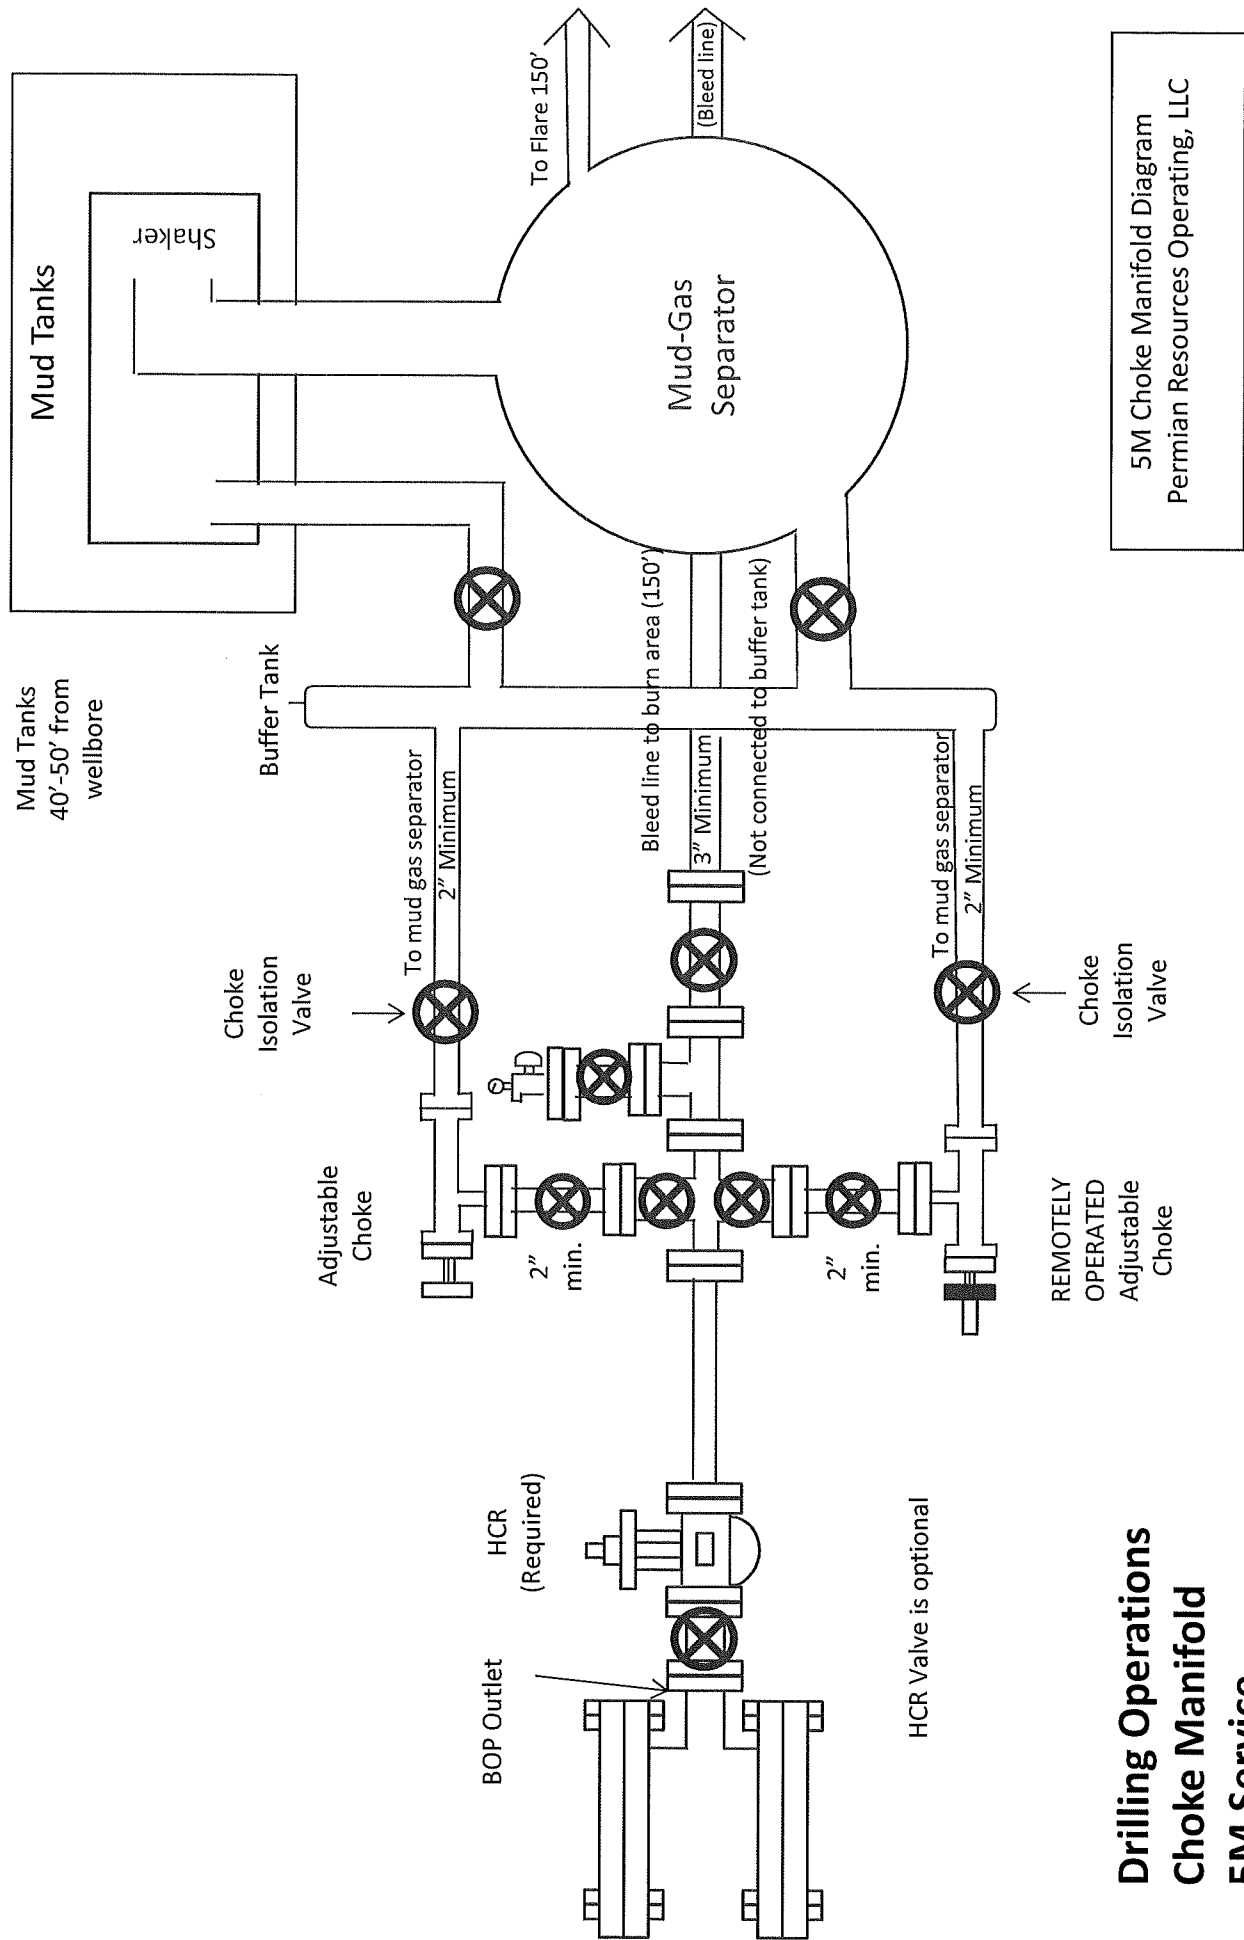 Mud Tanks
40’-50’ from
wellbore
Mud Tanks
Shaker
Buffer Tank
To Flare 150’
Choke
Isolation
Valve
To mud gas separator
2” Minimum
Adjustable
Choke
2”
min.
HCR
(Required)
BOP Outlet
Bleed line to burn area (150’)
3” Minimum
(Not connected to buffer tank)
Mud-Gas
Separator
(Bleed line)
2”
min.
HCR Valve is optional
To mud gas separator
2” Minimum
REMOTELY
OPERATED
Adjustable
Choke
Choke
Isolation
Valve
Drilling Operations
Choke Manifold
5M Service
5M Choke Manifold Diagram
Permian Resources Operating, LLC